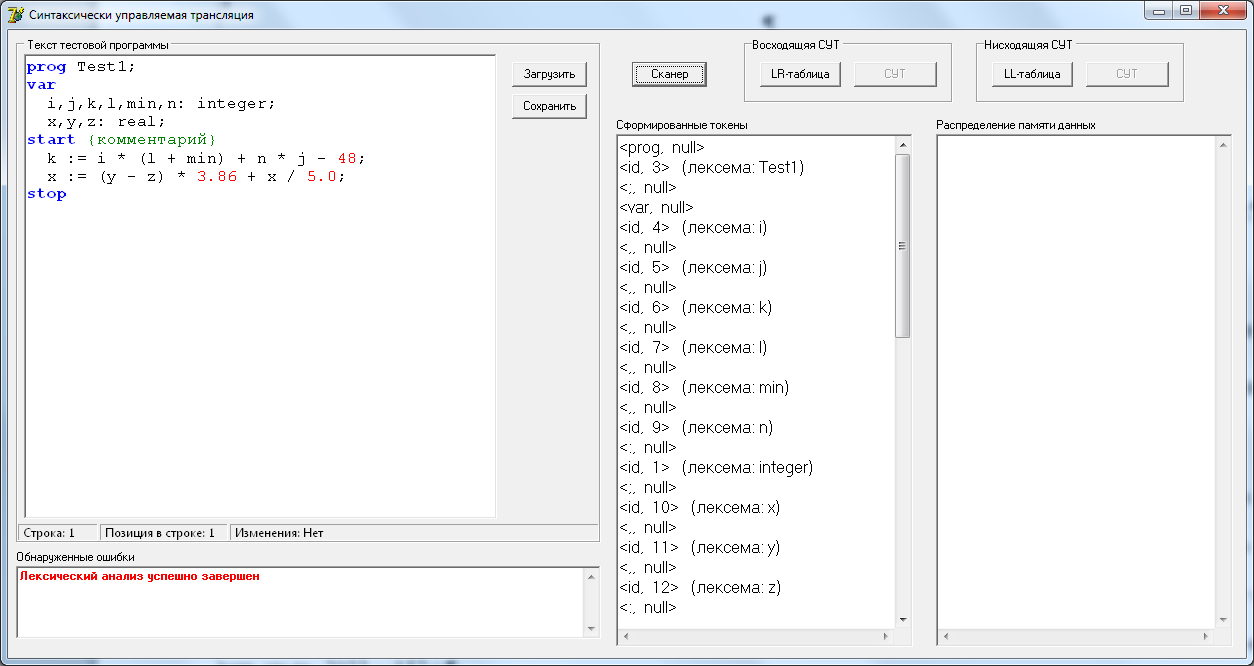 Синтаксически управляемая трансляция
Текст тестовой программы
prog Test1;
var
i,j,k,l,min,n: integer;
x,y,z: real;
start {комментарий}
k := i * (l + min) + n * j - 48;
x := (y - z) * 3.86 + x / 5.0;
stop
Загрузить
Сохранить
Строка: 1
Позиция в строке: 1
Изменения: Нет
Обнаруженные ошибки
Лексический анализ успешно завершен
Сканер
Восходящая СУТ
LR-таблица
СУТ
Нисходящая СУТ
LL-таблица
СУТ
Сформированные токены
<prog, null>
<id, 3> (лексема: Test1)
<;, null>
<var, null>
<id, 4> (лексема: i)
<,, null>
<id, 5> (лексема: j)
<,, null>
<id, 6> (лексема: k)
<,, null>
<id, 7> (лексема: l)
<,, null>
<id, 8> (лексема: min)
<,, null>
<id, 9> (лексема: n)
<:, null>
<id, 1> (лексема: integer)
<;, null>
<id, 10> (лексема: x)
<,, null>
<id, 11> (лексема: y)
<,, null>
<id, 12> (лексема: z)
<:, null>
Распределение памяти данных